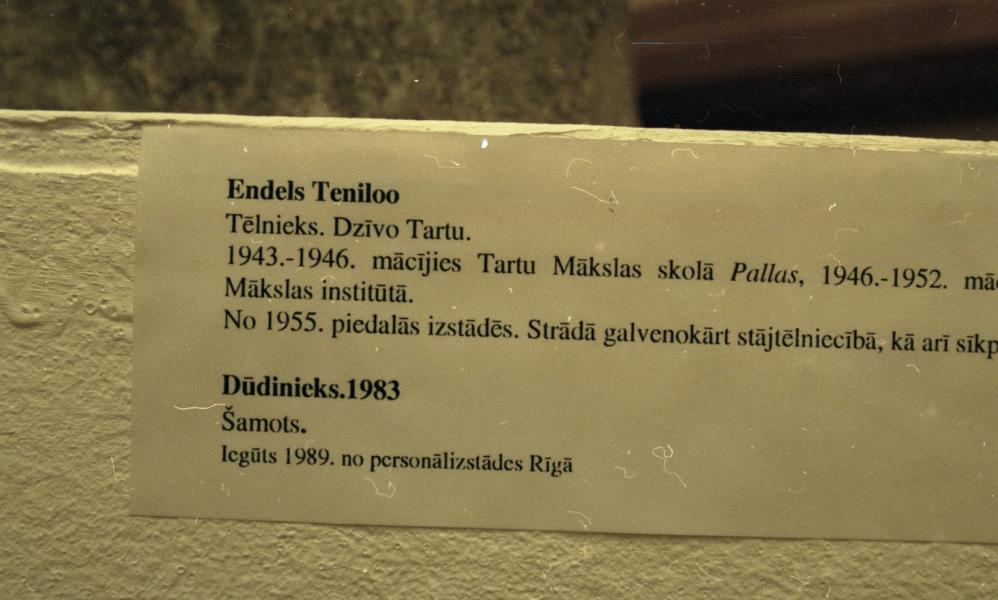 Endels Teniloo
Tēlnieks. Dzīvo Tartu.
1943.-1946. mācījies Tartu Mākslas skolā Pallas, 1946.-1952.
Mākslas institūtā.
No 1955. piedalās izstādēs. Strādā galvenokārt stājtēlniecībā, kā arī
Dūdinieks.1983
Šamots.
Iegūts 1989. no personālizstādes Rīgā